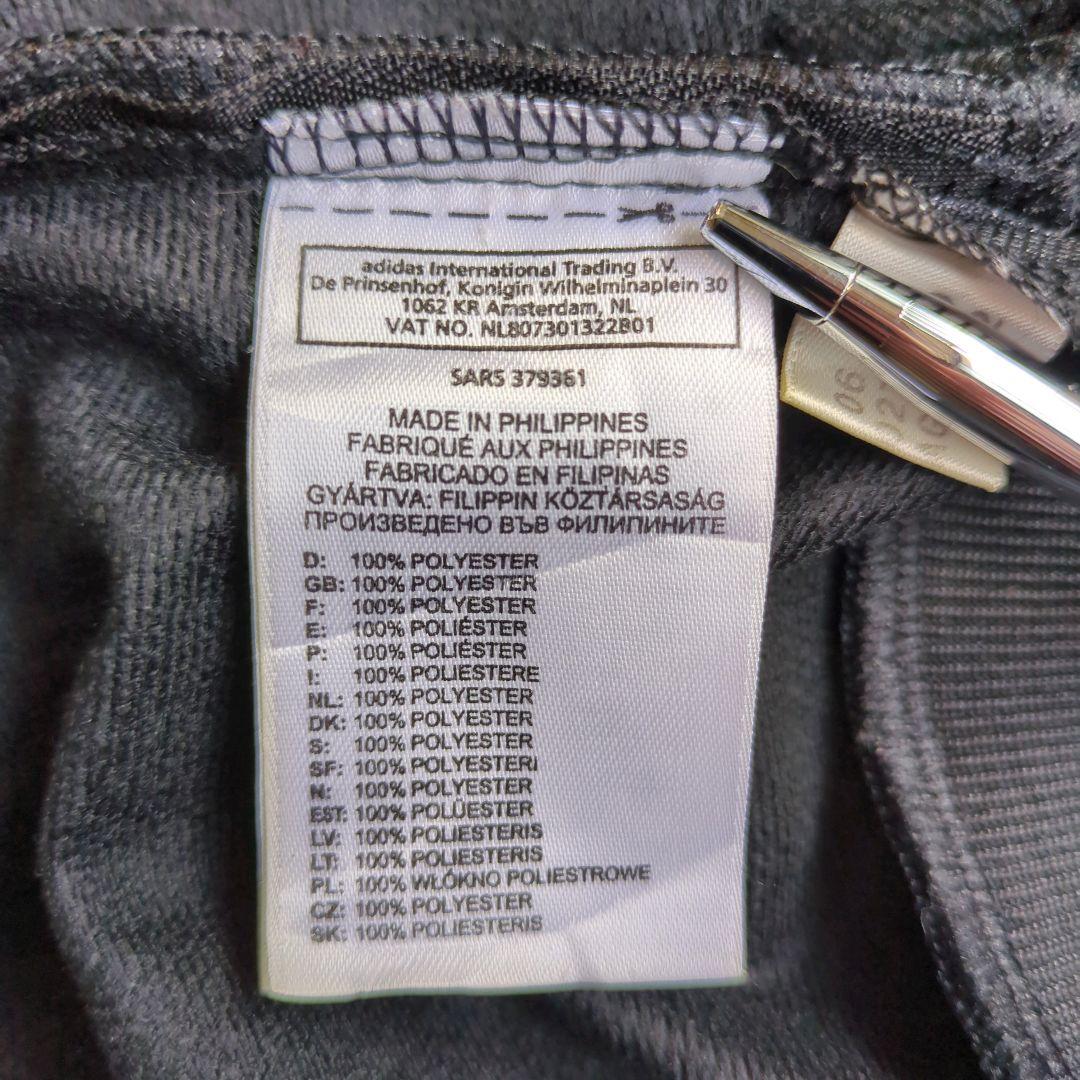 adidas International Trading B.V.
De Prinsenhof, Konigin Wilhelminaplein 30
1062 KR Amsterdam, NL
VAT NO. NL807301322B01
SARS 379361
MADE IN PHILIPPINES
FABRIQUÉ AUX PHILIPPINES
FABRICADO EN FILIPINAS
GYÁRTVA: FILIPPIN KÖZTÁRSASÁG
ПРОИЗВЕДЕНО ВЪВ ФИЛИПИНИТЕ
D: 100% POLYESTER
GB: 100% POLYESTER
F: 100% POLYESTER
E: 100% POLIÉSTER
P: 100% POLIÉSTER
I: 100% POLIESTERE
NL: 100% POLYESTER
DK: 100% POLYESTER
S: 100% POLYESTER
SF: 100% POLYESTERI
N: 100% POLYESTER
EST: 100% POLÜESTER
LV: 100% POLIESTERIS
LT: 100% POLIESTERIS
PL: 100% WŁÓKNO POLIESTROWE
CZ: 100% POLYESTER
SK: 100% POLYESTERIS
06